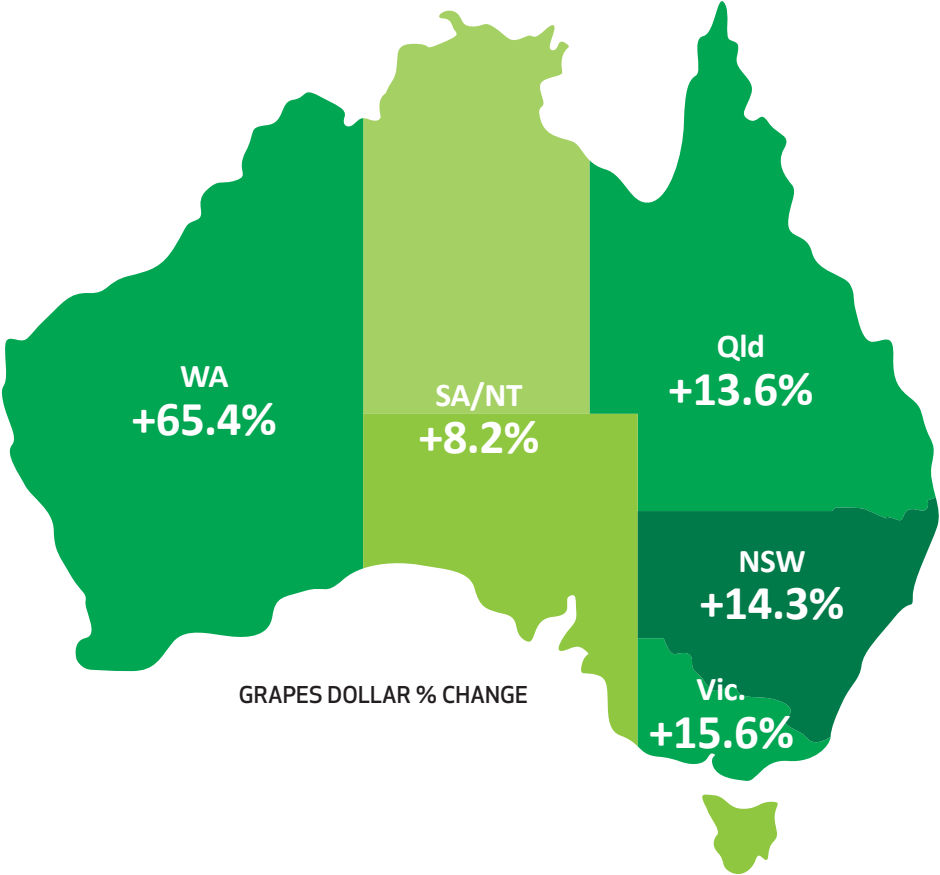 Qld
+13.6%
WA
+65.4%
SA/NT
+8.2%
NSW
+14.3%
Vic.
+15.6%
GRAPES DOLLAR % CHANGE